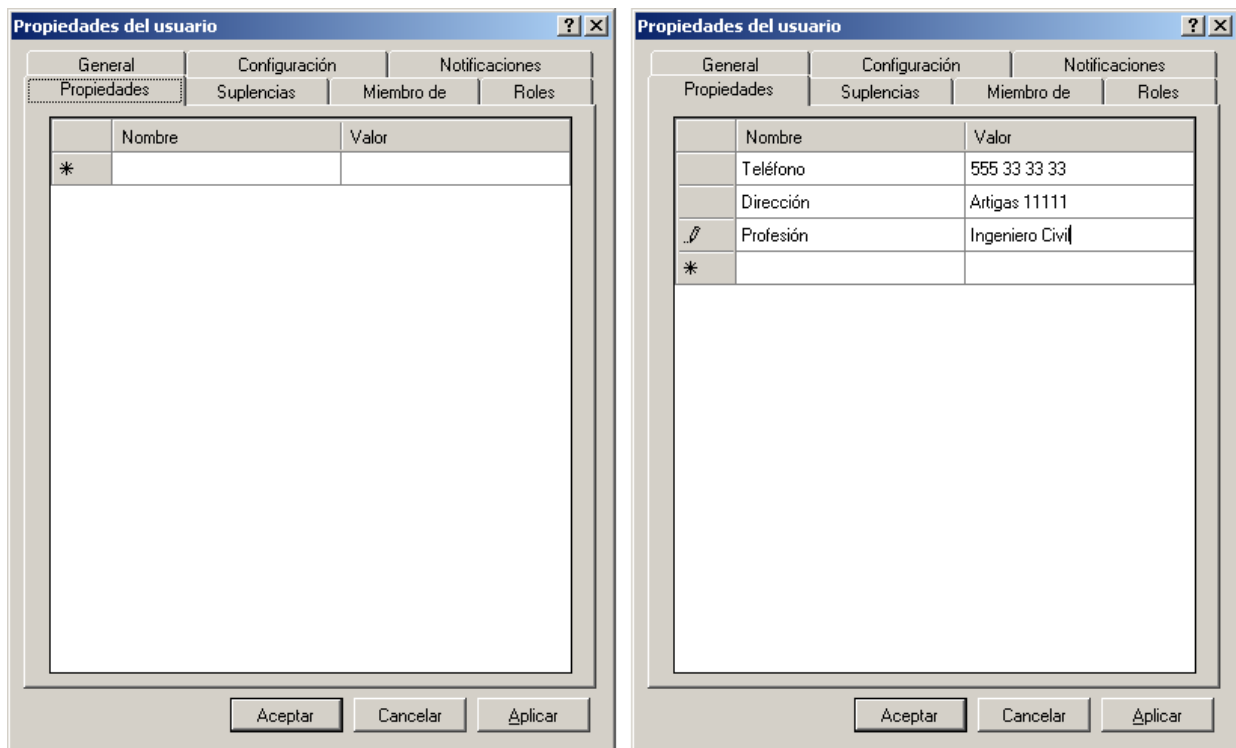 Propiedades del usuario
General Configuración Notificaciones
Propiedades Suplencias Miembro de Roles
Nombre Valor
Aceptar Cancelar Aplicar
Propiedades del usuario
General Configuración Notificaciones
Propiedades Suplencias Miembro de Roles
Nombre Valor
Teléfono 555 33 33 33
Dirección Artigas 11111
Profesión Ingeniero Civil
Aceptar Cancelar Aplicar